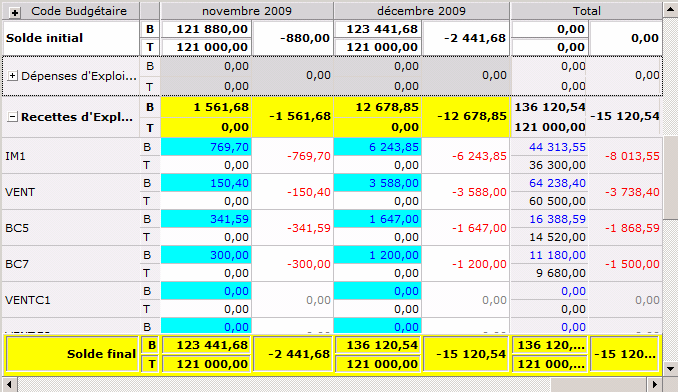 Code Budgétaire novembre 2009 décembre 2009 Total
Solde initial B 121 880,00 -880,00 123 441,68 -2 441,68 0,00 0,00
T 121 000,00 121 000,00 0,00
Dépenses d'Exploi... B 0,00 0,00 0,00 0,00 0,00 0,00
T 0,00 0,00 0,00
Recettes d'Expl... B 1 561,68 -1 561,68 12 678,85 -12 678,85 136 120,54 -15 120,54
T 0,00 0,00 121 000,00
IM1 B 769,70 -769,70 6 243,85 -6 243,85 44 313,55 -8 013,55
T 0,00 0,00 36 300,00
VENT B 150,40 -150,40 3 588,00 -3 588,00 64 238,40 -3 738,40
T 0,00 0,00 60 500,00
BC5 B 341,59 -341,59 1 647,00 -1 647,00 16 388,59 -1 868,59
T 0,00 0,00 14 520,00
BC7 B 300,00 -300,00 1 200,00 -1 200,00 11 180,00 -1 500,00
T 0,00 0,00 9 680,00
VENTC1 B 0,00 0,00 0,00 0,00 0,00 0,00
T 0,00 0,00 0,00
B 0,00 0,00 0,00
Solde final B 123 441,68 -2 441,68 136 120,54 -15 120,54 136 120,... -15 120...
T 121 000,00 121 000,00 121 000,...